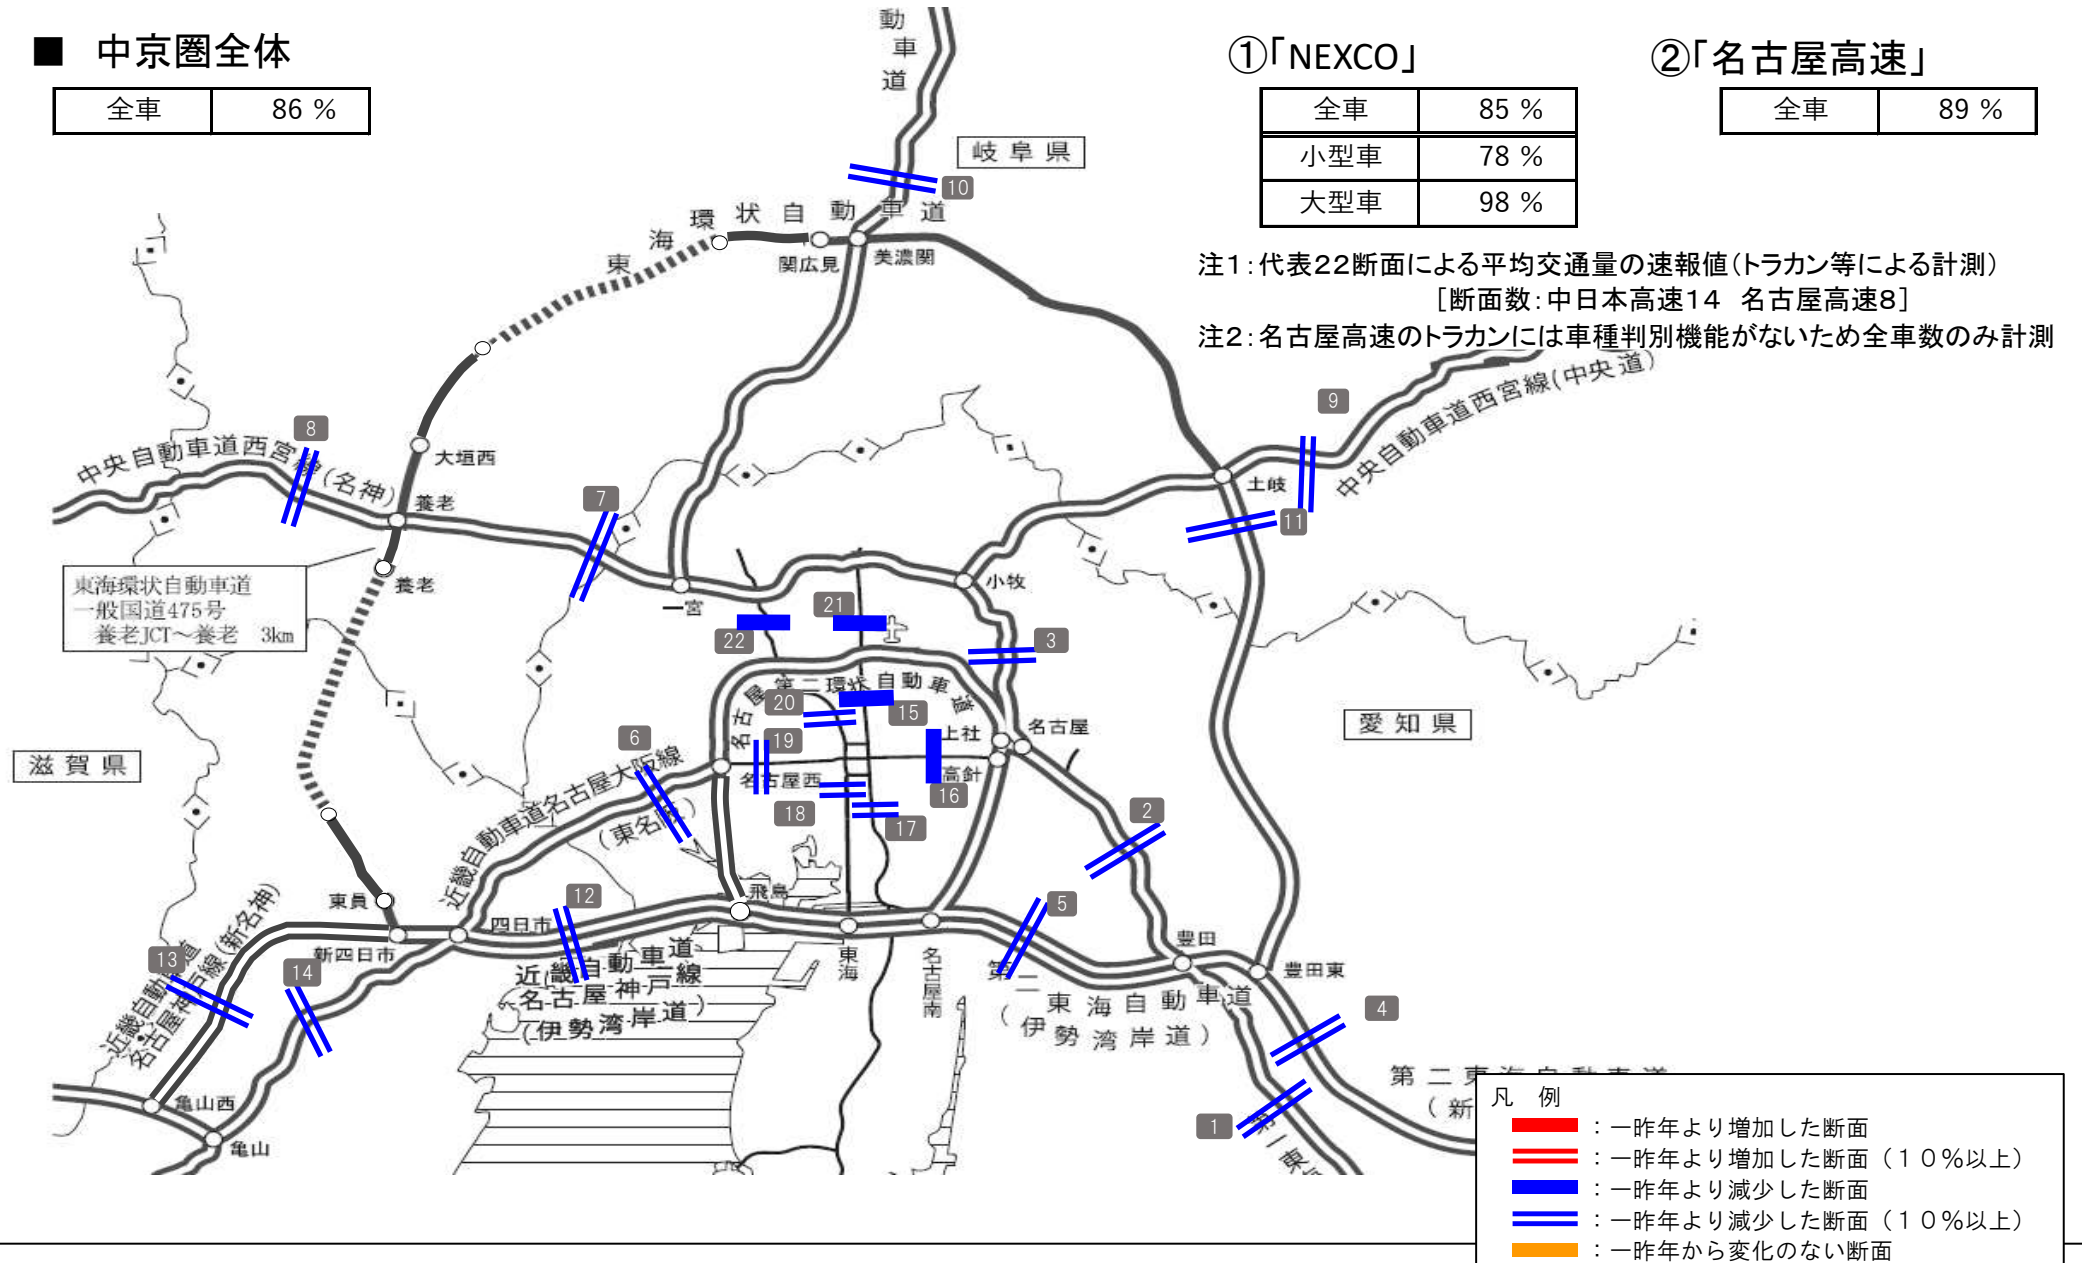 ■ 中京圏全体
全車 86 %
①「NEXCO」
全車 85 %
小型車 78 %
大型車 98 %
②「名古屋高速」
全車 89 %
注1:代表22断面による平均交通量の速報値(トラカン等による計測)
[断面数:中日本高速14 名古屋高速8]
注2:名古屋高速のトラカンには車種判別機能がないため全車数のみ計測
動車道
岐阜県
10
東海環状自動車道
関広見
美濃関
中央自動車道西宮線(中央道)
9
8
中央自動車道西宮線(名神)
大垣西
養老
7
土岐
11
東海環状自動車道
一般国道475号
養老JCT～養老 3km
養老
一宮
小牧
21
22
3
名古屋第二環状自動車道
20
15
上社
名古屋
愛知県
滋賀県
6
19
名古屋西
高針
16
近畿自動車道名古屋大阪線
(東名阪)
18
17
2
飛島
東員
12
四日市
5
新四日市
13
14
近畿自動車道
名古屋神戸線(新名神)
近畿自動車道
名古屋神戸線
(伊勢湾岸道)
東海
名古屋南
豊田
豊田東
第二東海自動車道
(伊勢湾岸道)
4
亀山西
亀山
1
第一東
第二東海自動車道
(新
凡 例
:一昨年より増加した断面
:一昨年より増加した断面(10%以上)
:一昨年より減少した断面
:一昨年より減少した断面(10%以上)
:一昨年から変化のない断面